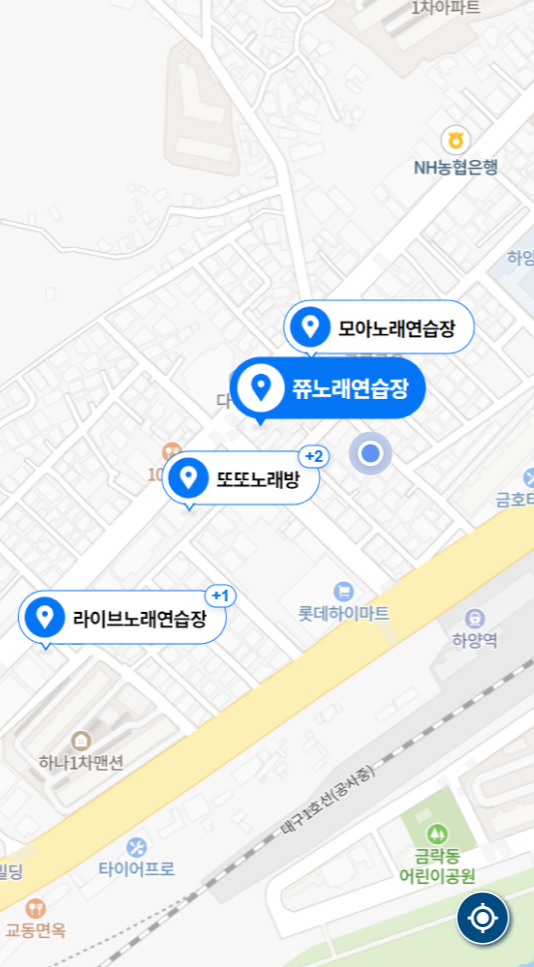 1차아파트
NH농협은행
하양
모아노래연습장
쮸노래연습장
다
+2
또또노래방
10
금호타
+1
라이브노래연습장
롯데하이마트
하양역
하나1차맨션
대구1호선(공사중)
금락동
어린이공원
타이어프로
빌딩
교동면옥